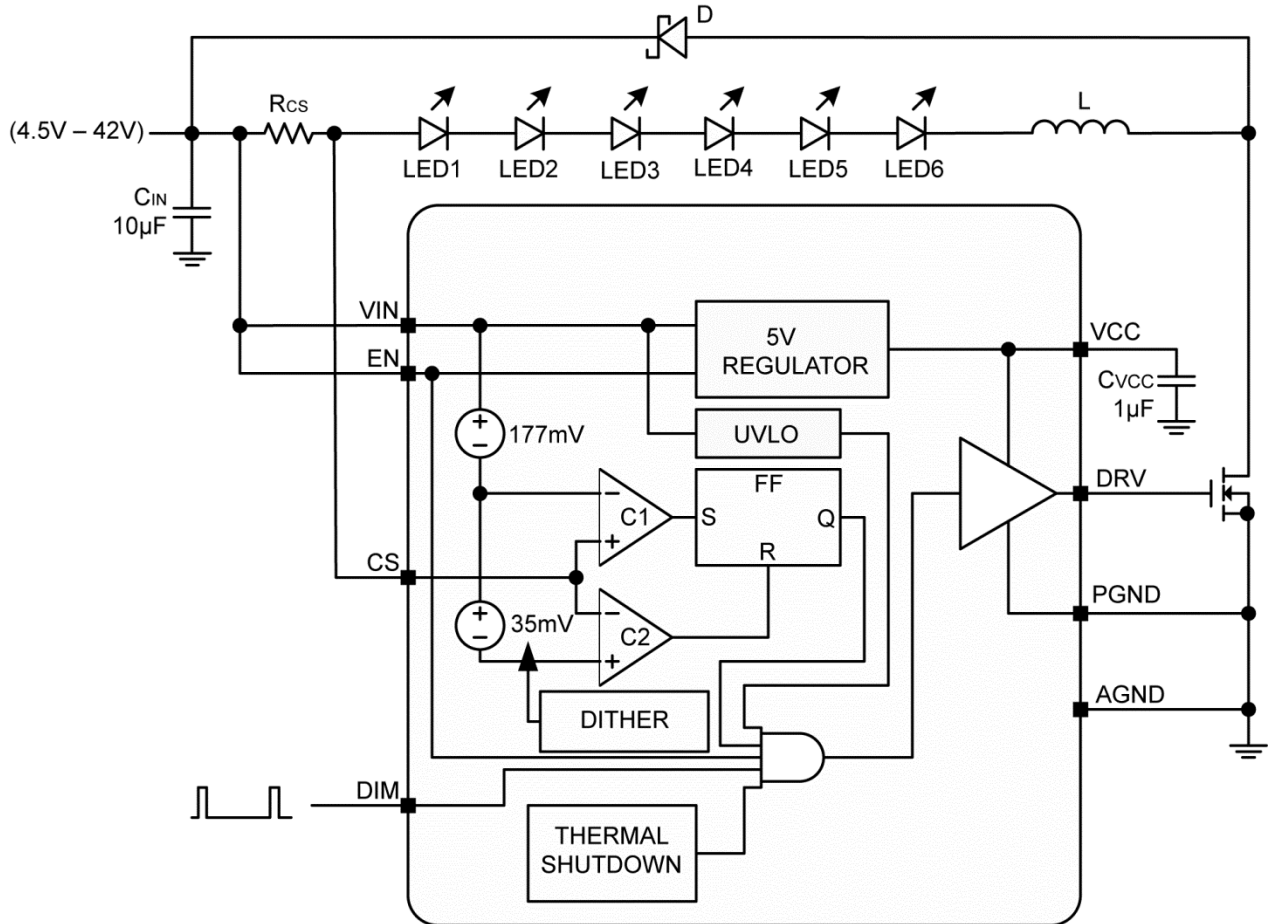 D
RCS
L
(4.5V – 42V)
LED1
LED2
LED3
LED4
LED5
LED6
CIN
10µF
VIN
5V
REGULATOR
VCC
EN
CVCC
1µF
+
−
177mV
UVLO
FF
−
C1
+
S
Q
R
DRV
CS
+
−
35mV
−
C2
+
PGND
DITHER
AGND
DIM
THERMAL
SHUTDOWN